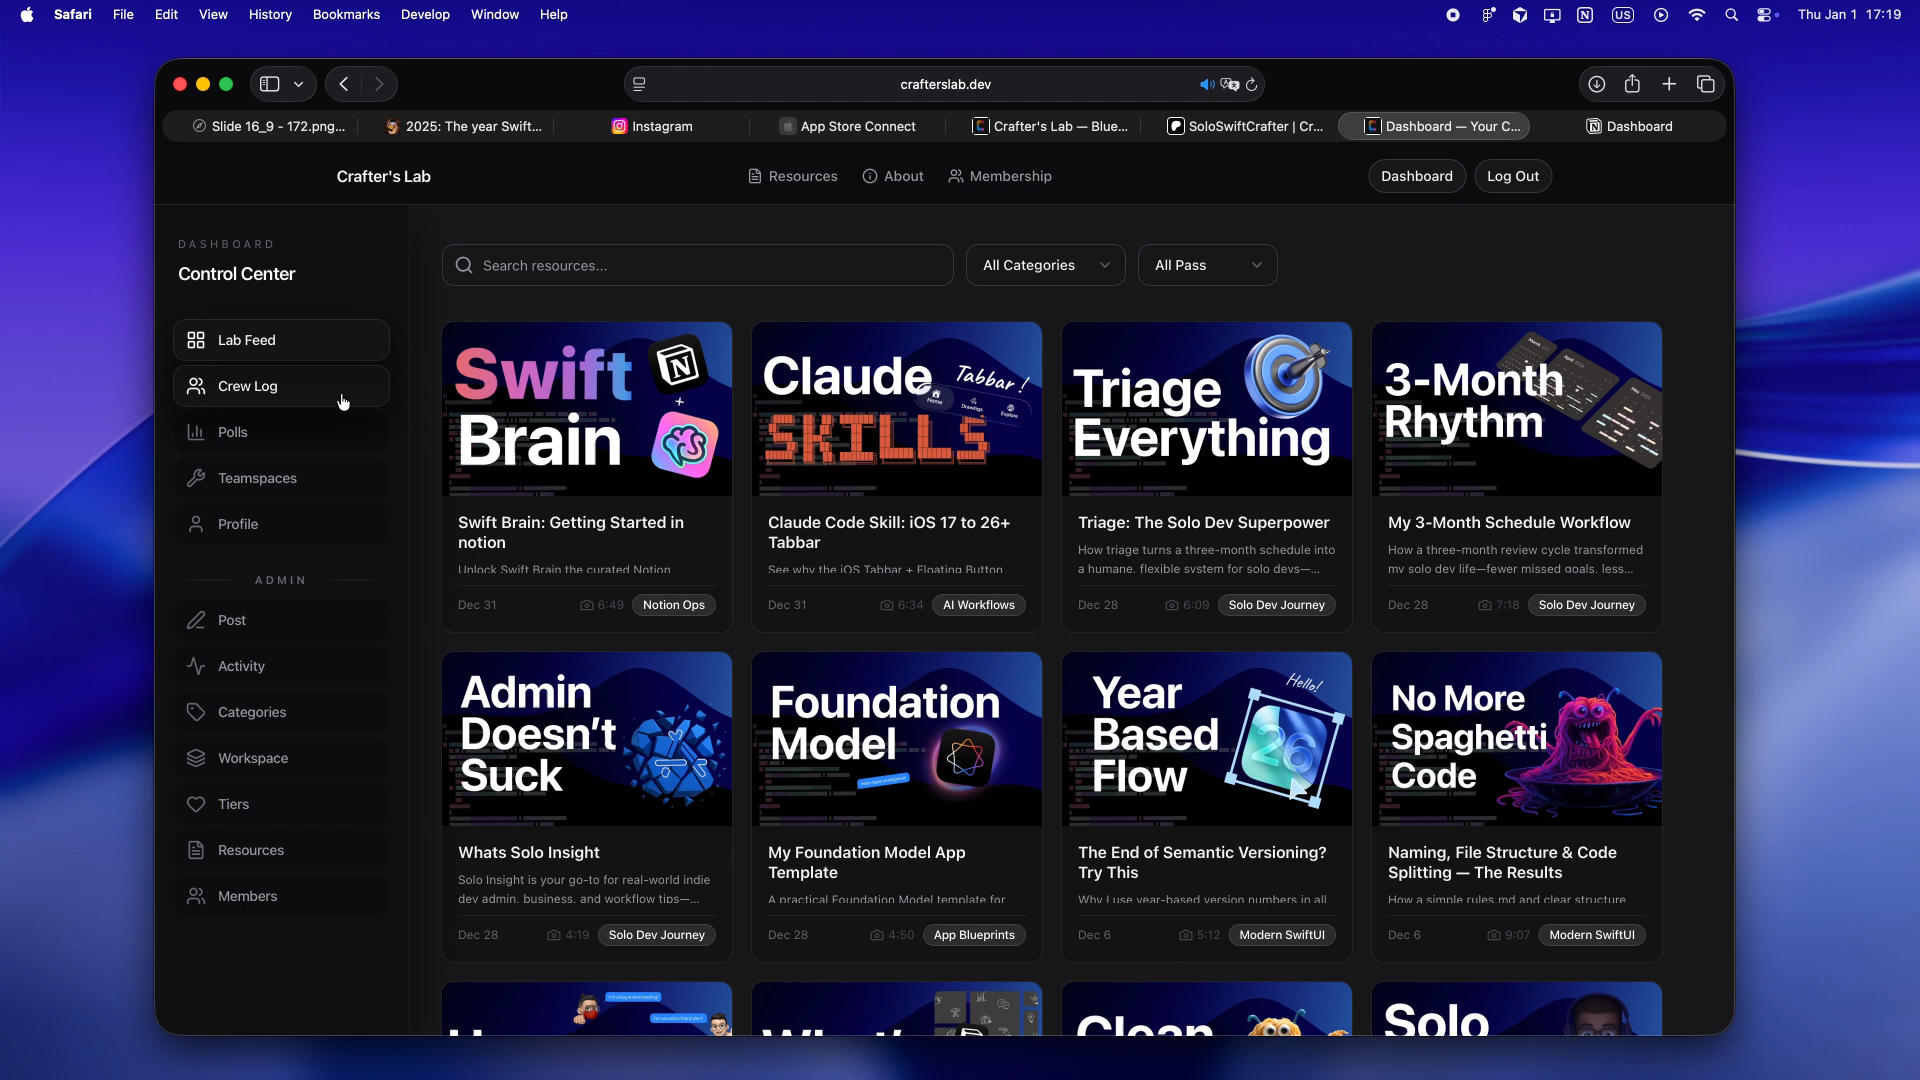 Safari File Edit View History Bookmarks Develop Window Help
US Thu Jan 1 17:19
crafterslab.dev
Slide 16_9 - 172.png...
2025: The year Swift...
Instagram
App Store Connect
Crafter's Lab — Blue...
SoloSwiftCrafter | Cr...
Dashboard — Your C...
Dashboard
Crafter's Lab
Resources
About
Membership
Dashboard
Log Out
DASHBOARD
Control Center
Lab Feed
Crew Log
Polls
Teamspaces
Profile
ADMIN
Post
Activity
Categories
Workspace
Tiers
Resources
Members
Search resources...
All Categories
All Pass
Swift
Brain
+
Swift Brain: Getting Started in
notion
Unlock Swift Brain the curated Notion
Dec 31
6:49
Notion Ops
Claude
SKILLS
Tabbar !
Home
Drawings
Explore
Claude Code Skill: iOS 17 to 26+
Tabbar
See why the iOS Tabbar + Floating Button
Dec 31
6:34
AI Workflows
Triage
Everything
Triage: The Solo Dev Superpower
How triage turns a three-month schedule into
a humane, flexible system for solo devs—...
Dec 28
6:09
Solo Dev Journey
3-Month
Rhythm
My 3-Month Schedule Workflow
How a three-month review cycle transformed
my solo dev life—fewer missed goals, less...
Dec 28
7:18
Solo Dev Journey
Admin
Doesn't
Suck
Whats Solo Insight
Solo Insight is your go-to for real-world indie
dev admin, business, and workflow tips—...
Dec 28
4:19
Solo Dev Journey
Foundation
Model
My Foundation Model App
Template
A practical Foundation Model template for
Dec 28
4:50
App Blueprints
Year
Based
Flow
Hello!
26
The End of Semantic Versioning?
Try This
Why I use year-based version numbers in all
Dec 6
5:12
Modern SwiftUI
No More
Spaghetti
Code
Naming, File Structure & Code
Splitting — The Results
How a simple rules.md and clear structure
Dec 6
9:07
Modern SwiftUI
What's
Clean
Solo